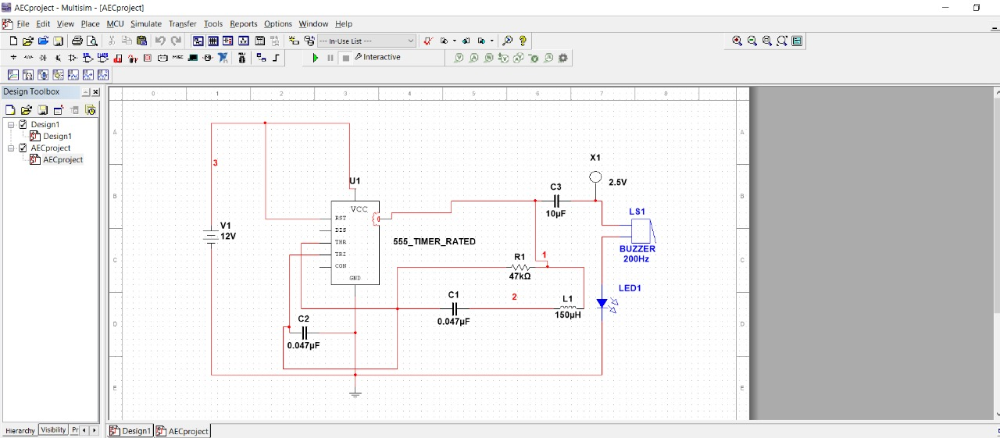 AECproject - Multisim - [AECproject]
File Edit View Place MCU Simulate Transfer Tools Reports Options Window Help
--- In-Use List ---
Interactive
Design Toolbox
Design1
Design1
AECproject
AECproject
Hierarchy Visibility Pr
0 1 2 3 4 5 6 7 8
A A
B B
C C
D D
E E
3
V1
12V
U1
VCC
RST
DIS
THR
TRI
CON
GND
555_TIMER_RATED
X1
2.5V
C3
10µF
LS1
BUZZER
200Hz
R1
47kΩ
1
C1
0.047µF
2
L1
150µH
LED1
C2
0.047µF
Design1 AECproject